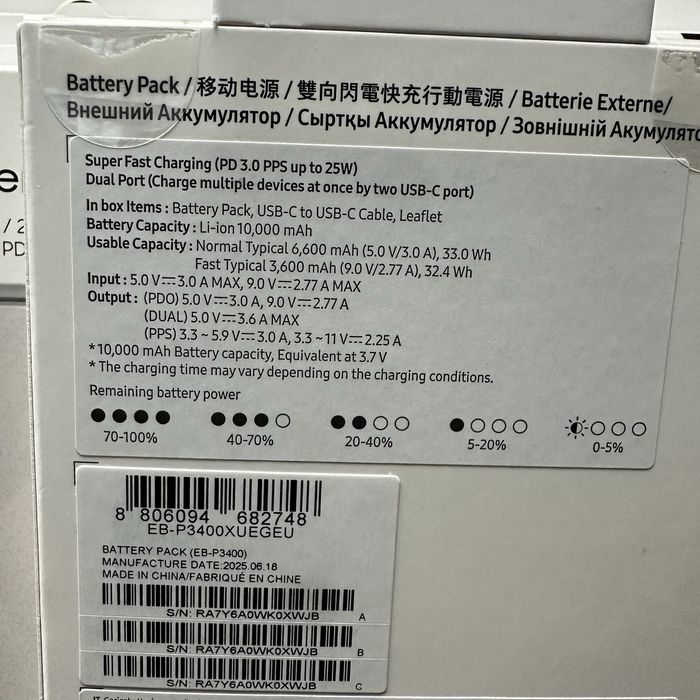 Battery Pack / 移动电源 / 雙向閃電快充行動電源 / Batterie Externe/
Внешний Аккумулятор / Сыртқы Аккумулятор / Зовнішній
e
/ 2
PD
Super Fast Charging (PD 3.0 PPS up to 25W)
Dual Port (Charge multiple devices at once by two USB-C port)
In box Items : Battery Pack, USB-C to USB-C Cable, Leaflet
Battery Capacity : Li-ion 10,000 mAh
Usable Capacity : Normal Typical 6,600 mAh (5.0 V/3.0 A), 33.0 Wh
Fast Typical 3,600 mAh (9.0 V/2.77 A), 32.4 Wh
Input : 5.0 V⎓3.0 A MAX, 9.0 V⎓2.77 A MAX
Output : (PDO) 5.0 V⎓3.0 A, 9.0 V⎓2.77 A
(DUAL) 5.0 V⎓3.6 A MAX
(PPS) 3.3 ~ 5.9 V⎓3.0 A, 3.3 ~ 11 V⎓2.25 A
* 10,000 mAh Battery capacity, Equivalent at 3.7 V
* The charging time may vary depending on the charging conditions.
Remaining battery power
70-100% 40-70% 20-40% 5-20% 0-5%
8 806094 682748
EB-P3400XUEGEU
BATTERY PACK (EB-P3400)
MANUFACTURE DATE:2025.06.18
MADE IN CHINA/FABRIQUÉ EN CHINE
S/N: RA7Y6A0WK0XWJB A
S/N: RA7Y6A0WK0XWJB B
S/N: RA7Y6A0WK0XWJB C